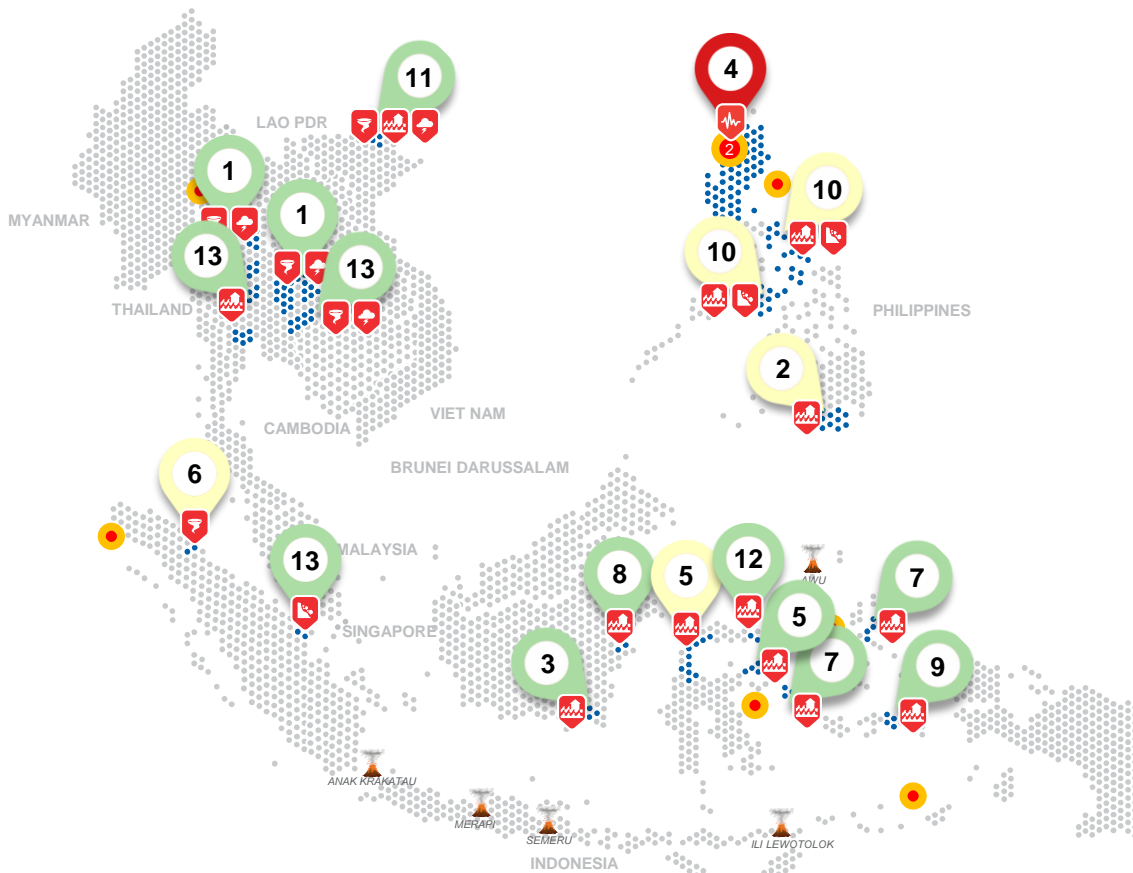 4
11
LAO PDR
2
1
10
1
MYANMAR
10
13
13
THAILAND
PHILIPPINES
2
VIET NAM
CAMBODIA
BRUNEI DARUSSALAM
6
MALAYSIA
13
12
8
5
7
AWU
5
SINGAPORE
3
7
9
ANAK KRAKATAU
MERAPI
SEMERU
ILI LEWOTOLOK
INDONESIA